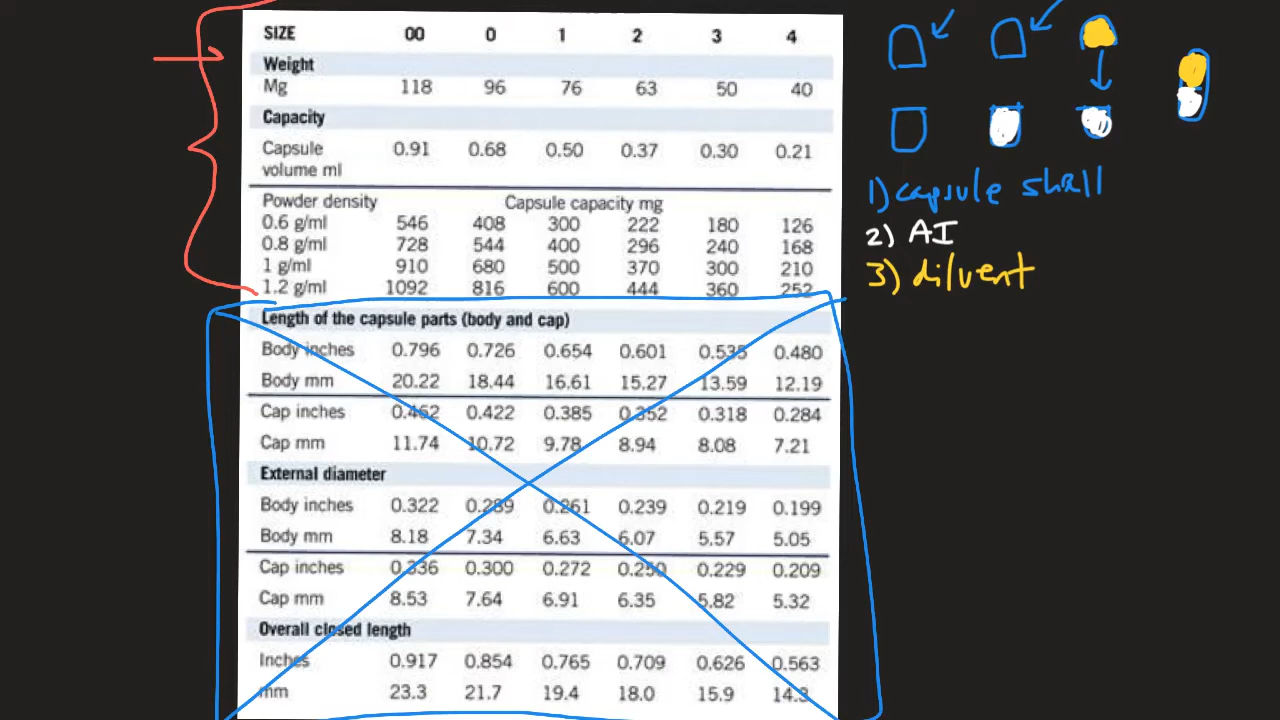 SIZE 00 0 1 2 3 4
Weight
Mg 118 96 76 63 50 40
Capacity
Capsule 0.91 0.68 0.50 0.37 0.30 0.21
volume ml
Powder density Capsule capacity mg
0.6 g/ml 546 408 300 222 180 126
0.8 g/ml 728 544 400 296 240 168
1 g/ml 910 680 500 370 300 210
1.2 g/ml 1092 816 600 444 360 252
Length of the capsule parts (body and cap)
Body inches 0.796 0.726 0.654 0.601 0.535 0.480
Body mm 20.22 18.44 16.61 15.27 13.59 12.19
Cap inches 0.462 0.422 0.385 0.352 0.318 0.284
Cap mm 11.74 10.72 9.78 8.94 8.08 7.21
External diameter
Body inches 0.322 0.289 0.261 0.239 0.219 0.199
Body mm 8.18 7.34 6.63 6.07 5.57 5.05
Cap inches 0.336 0.300 0.272 0.250 0.229 0.209
Cap mm 8.53 7.64 6.91 6.35 5.82 5.32
Overall closed length
Inches 0.917 0.854 0.765 0.709 0.626 0.563
mm 23.3 21.7 19.4 18.0 15.9 14.3
1) capsule shell
2) AI
3) diluent